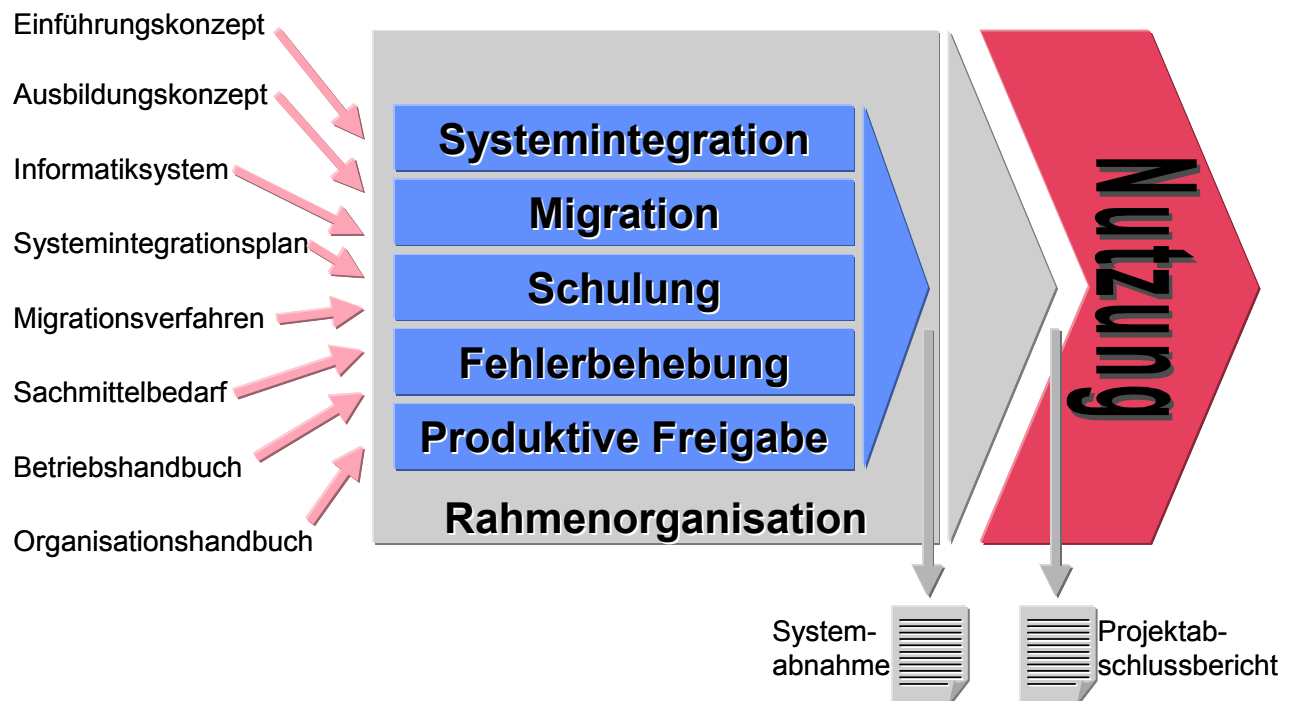 Einführungskonzept
Ausbildungskonzept
Informatiksystem
Systemintegrationsplan
Migrationsverfahren
Sachmittelbedarf
Betriebshandbuch
Organisationshandbuch
Systemintegration
Migration
Schulung
Fehlerbehebung
Produktive Freigabe
Rahmenorganisation
Nutzung
System-
abnahme
Projektab-
schlussbericht